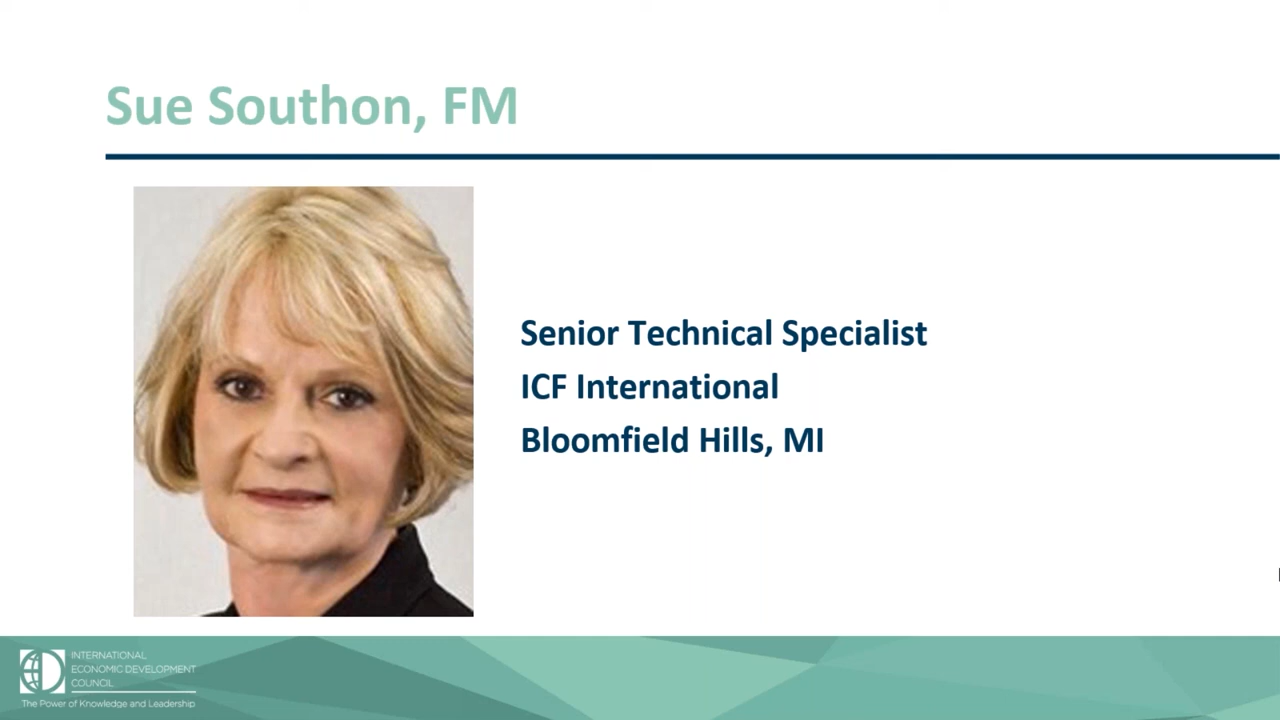 Sue Southon, FM
Senior Technical Specialist
ICF International
Bloomfield Hills, MI
INTERNATIONAL
ECONOMIC DEVELOPMENT
COUNCIL
The Power of Knowledge and Leadership